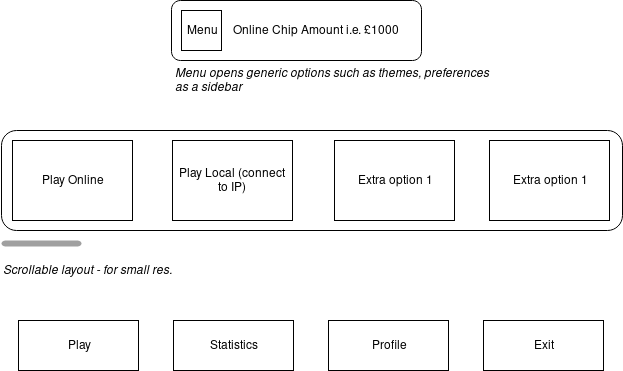 Menu
Online Chip Amount i.e. £1000
Menu opens generic options such as themes, preferences
as a sidebar
Play Online
Play Local (connect
to IP)
Extra option 1
Extra option 1
Scrollable layout - for small res.
Play
Statistics
Profile
Exit